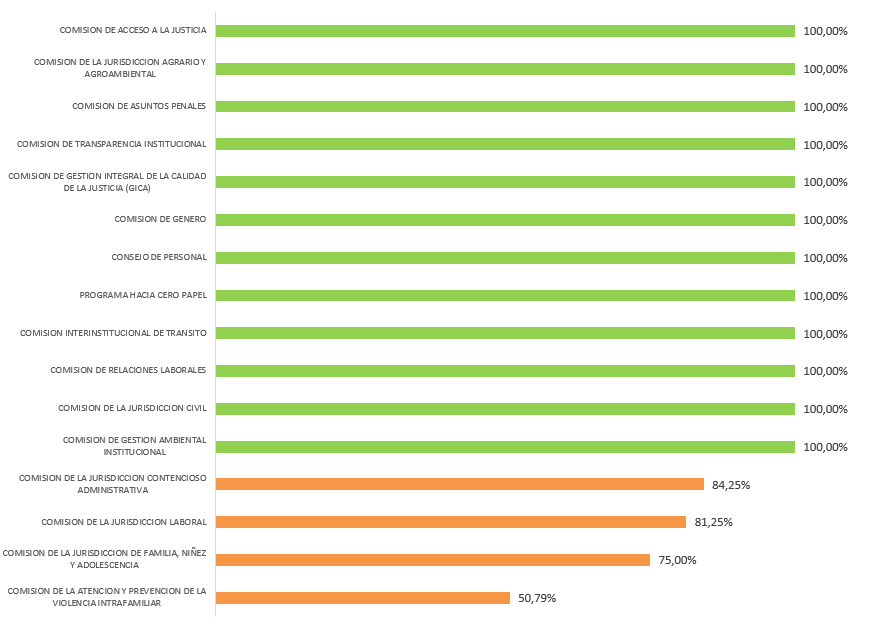 COMISION DE ACCESO A LA JUSTICIA
100,00%
COMISION DE LA JURISDICCION AGRARIO Y
AGROAMBIENTAL
100,00%
COMISION DE ASUNTOS PENALES
100,00%
COMISION DE TRANSPARENCIA INSTITUCIONAL
100,00%
COMISION DE GESTION INTEGRAL DE LA CALIDAD
DE LA JUSTICIA (GICA)
100,00%
COMISION DE GENERO
100,00%
CONSEJO DE PERSONAL
100,00%
PROGRAMA HACIA CERO PAPEL
100,00%
COMISION INTERINSTITUCIONAL DE TRANSITO
100,00%
COMISION DE RELACIONES LABORALES
100,00%
COMISION DE LA JURISDICCION CIVIL
100,00%
COMISION DE GESTION AMBIENTAL
INSTITUCIONAL
100,00%
COMISION DE LA JURISDICCION CONTENCIOSO
ADMINISTRATIVA
84,25%
COMISION DE LA JURISDICCION LABORAL
81,25%
COMISION DE LA JURISDICCION DE FAMILIA, NIÑEZ
Y ADOLESCENCIA
75,00%
COMISION DE LA ATENCION Y PREVENCION DE LA
VIOLENCIA INTRAFAMILIAR
50,79%